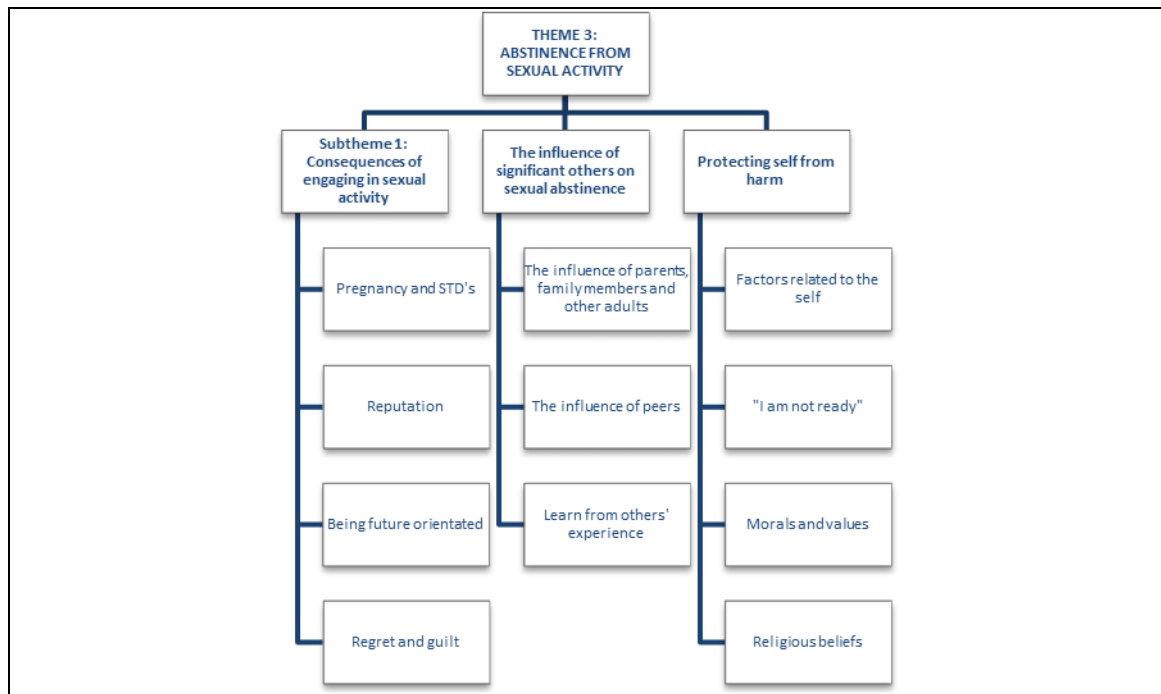 THEME 3:
ABSTINENCE FROM
SEXUAL ACTIVITY
Subtheme 1:
Consequences of
engaging in sexual
activity
Pregnancy and STD's
Reputation
Being future orientated
Regret and guilt
The influence of
significant others on
sexual abstinence
The influence of parents,
family members and
other adults
The influence of peers
Learn from others'
experience
Protecting self from
harm
Factors related to the
self
"I am not ready"
Morals and values
Religious beliefs